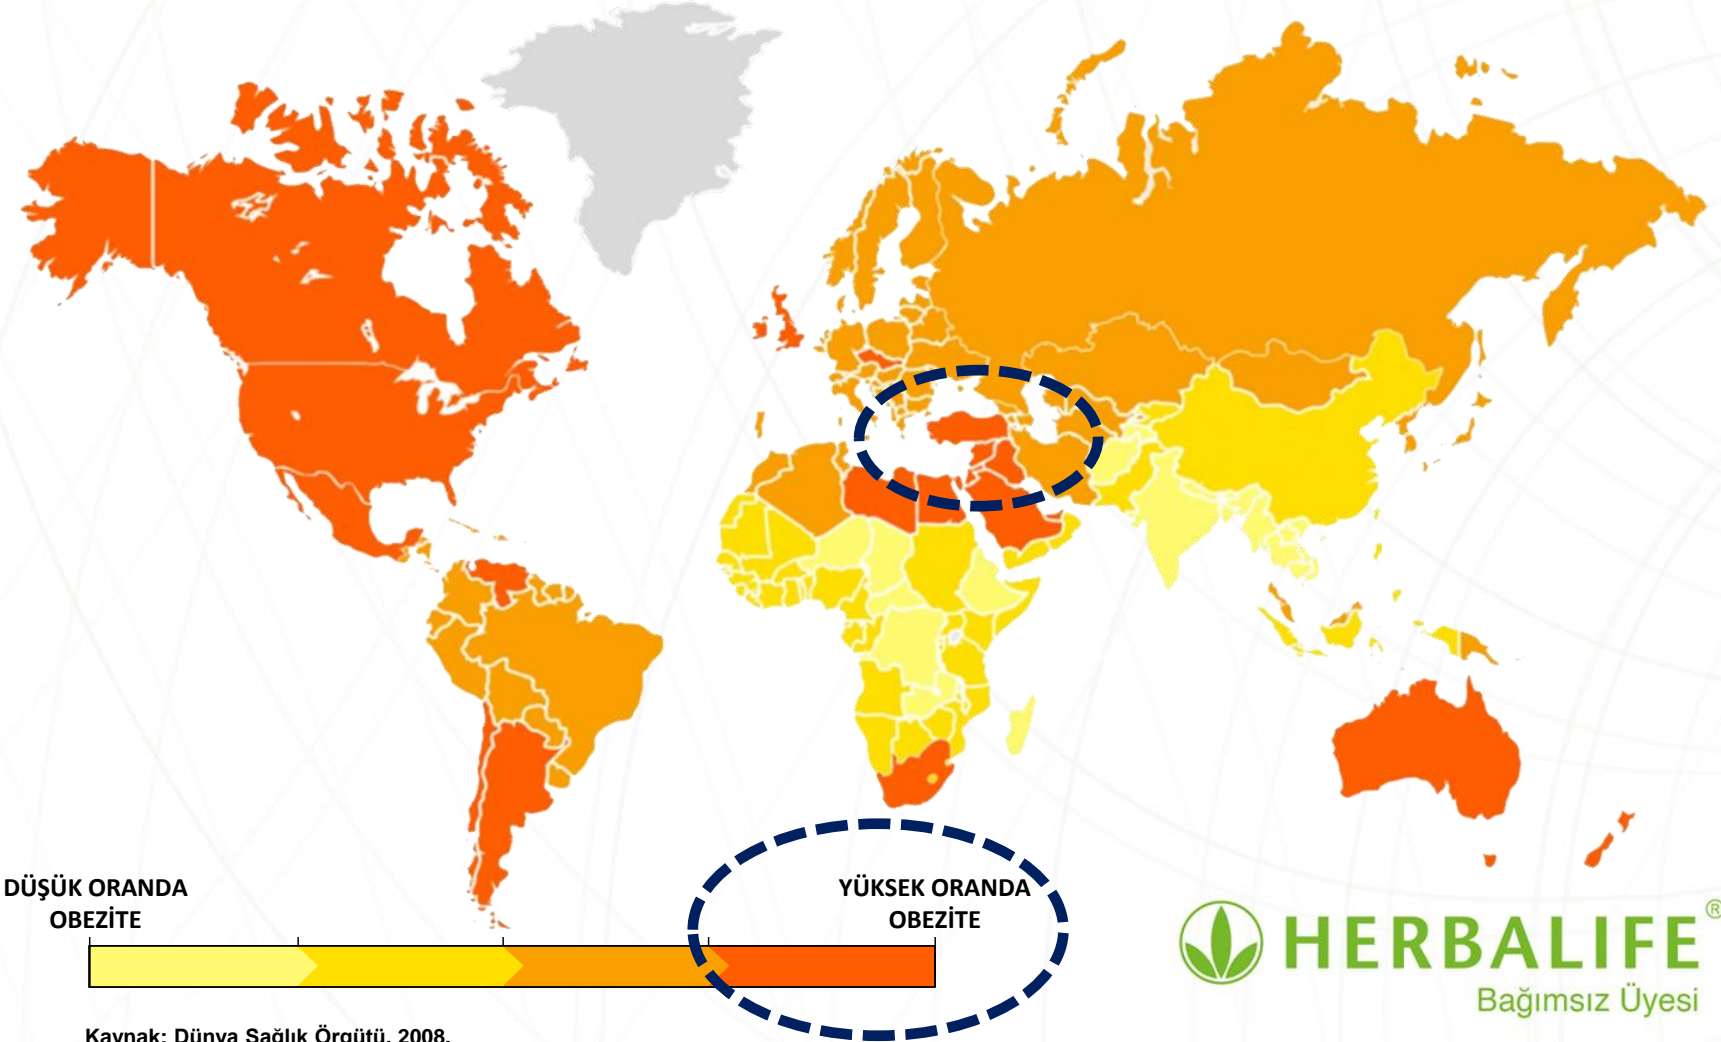 DÜŞÜK ORANDA
OBEZİTE
YÜKSEK ORANDA
OBEZİTE
HERBALIFE®
Bağımsız Üyesi
Kaynak: Dünya Sağlık Örgütü, 2008.